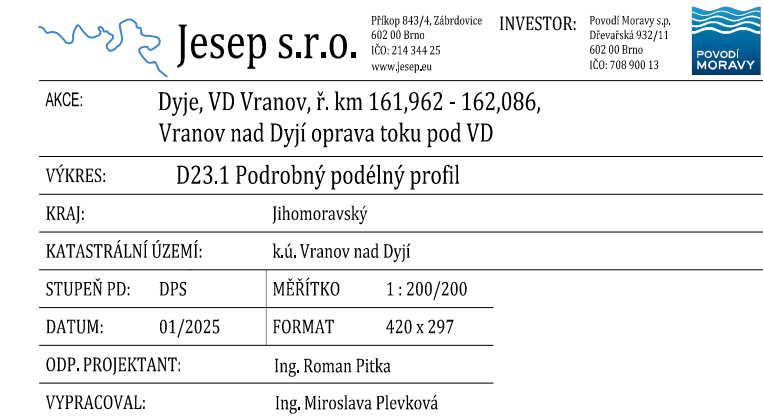 Jesep s.r.o.
Příkop 843/4, Zábrdovice
602 00 Brno
IČO: 214 344 25
www.jesep.eu
INVESTOR:
Povodí Moravy s.p.
Dřevařská 932/11
602 00 Brno
IČO: 708 900 13
POVODÍ
MORAVY
AKCE: Dyje, VD Vranov, ř. km 161,962 - 162,086,
Vranov nad Dyjí oprava toku pod VD
VÝKRES: D23.1 Podrobný podélný profil
KRAJ: Jihomoravský
KATASTRÁLNÍ ÚZEMÍ: k.ú. Vranov nad Dyjí
STUPEŇ PD: DPS MĚŘÍTKO 1 : 200/200
DATUM: 01/2025 FORMAT 420 x 297
ODP. PROJEKTANT: Ing. Roman Pitka
VYPRACOVAL: Ing. Miroslava Plevková